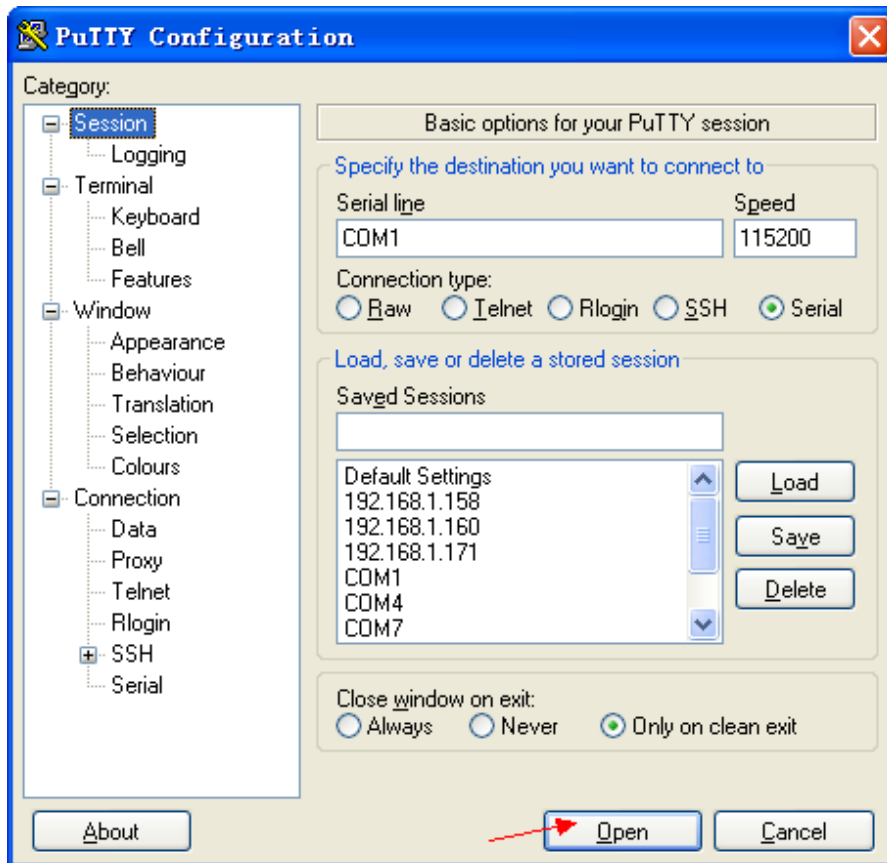 PuTTY Configuration
Category:
Session
Logging
Terminal
Keyboard
Bell
Features
Window
Appearance
Behaviour
Translation
Selection
Colours
Connection
Data
Proxy
Telnet
Rlogin
SSH
Serial
Basic options for your PuTTY session
Specify the destination you want to connect to
Serial line Speed
COM1 115200
Connection type:
Raw Telnet Rlogin SSH Serial
Load, save or delete a stored session
Saved Sessions
Default Settings
192.168.1.158
192.168.1.160
192.168.1.171
COM1
COM4
COM7
Load
Save
Delete
Close window on exit:
Always Never Only on clean exit
About Open Cancel